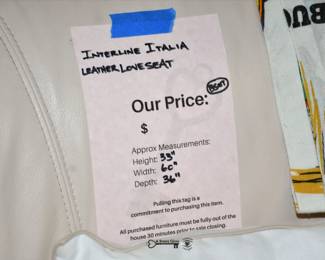 INTERLINE ITALIA
LEATHER LOVESEAT
Our Price:
$
Approx Measurements:
Height: 33"
Width: 60"
Depth: 36"
Pulling this tag is a
commitment to purchasing this item.
All purchased furniture must be fully out of the
house 30 minutes prior to sale closing.
BU